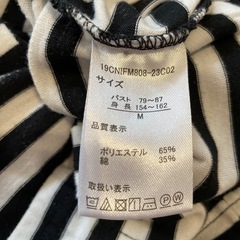 19CNIFM808-23C02
サイズ
バスト 79~87
身長 154~162
M
品質表示
ポリエステル 65%
綿 35%
取扱い表示